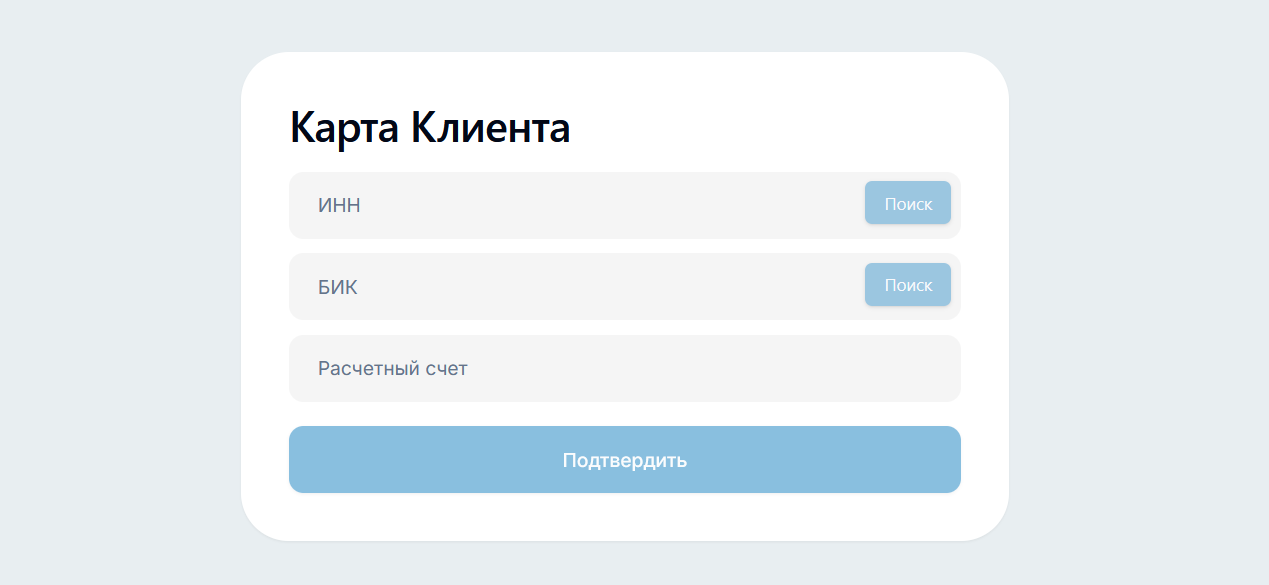 Карта Клиента
ИНН
Поиск
БИК
Поиск
Расчетный счет
Подтвердить